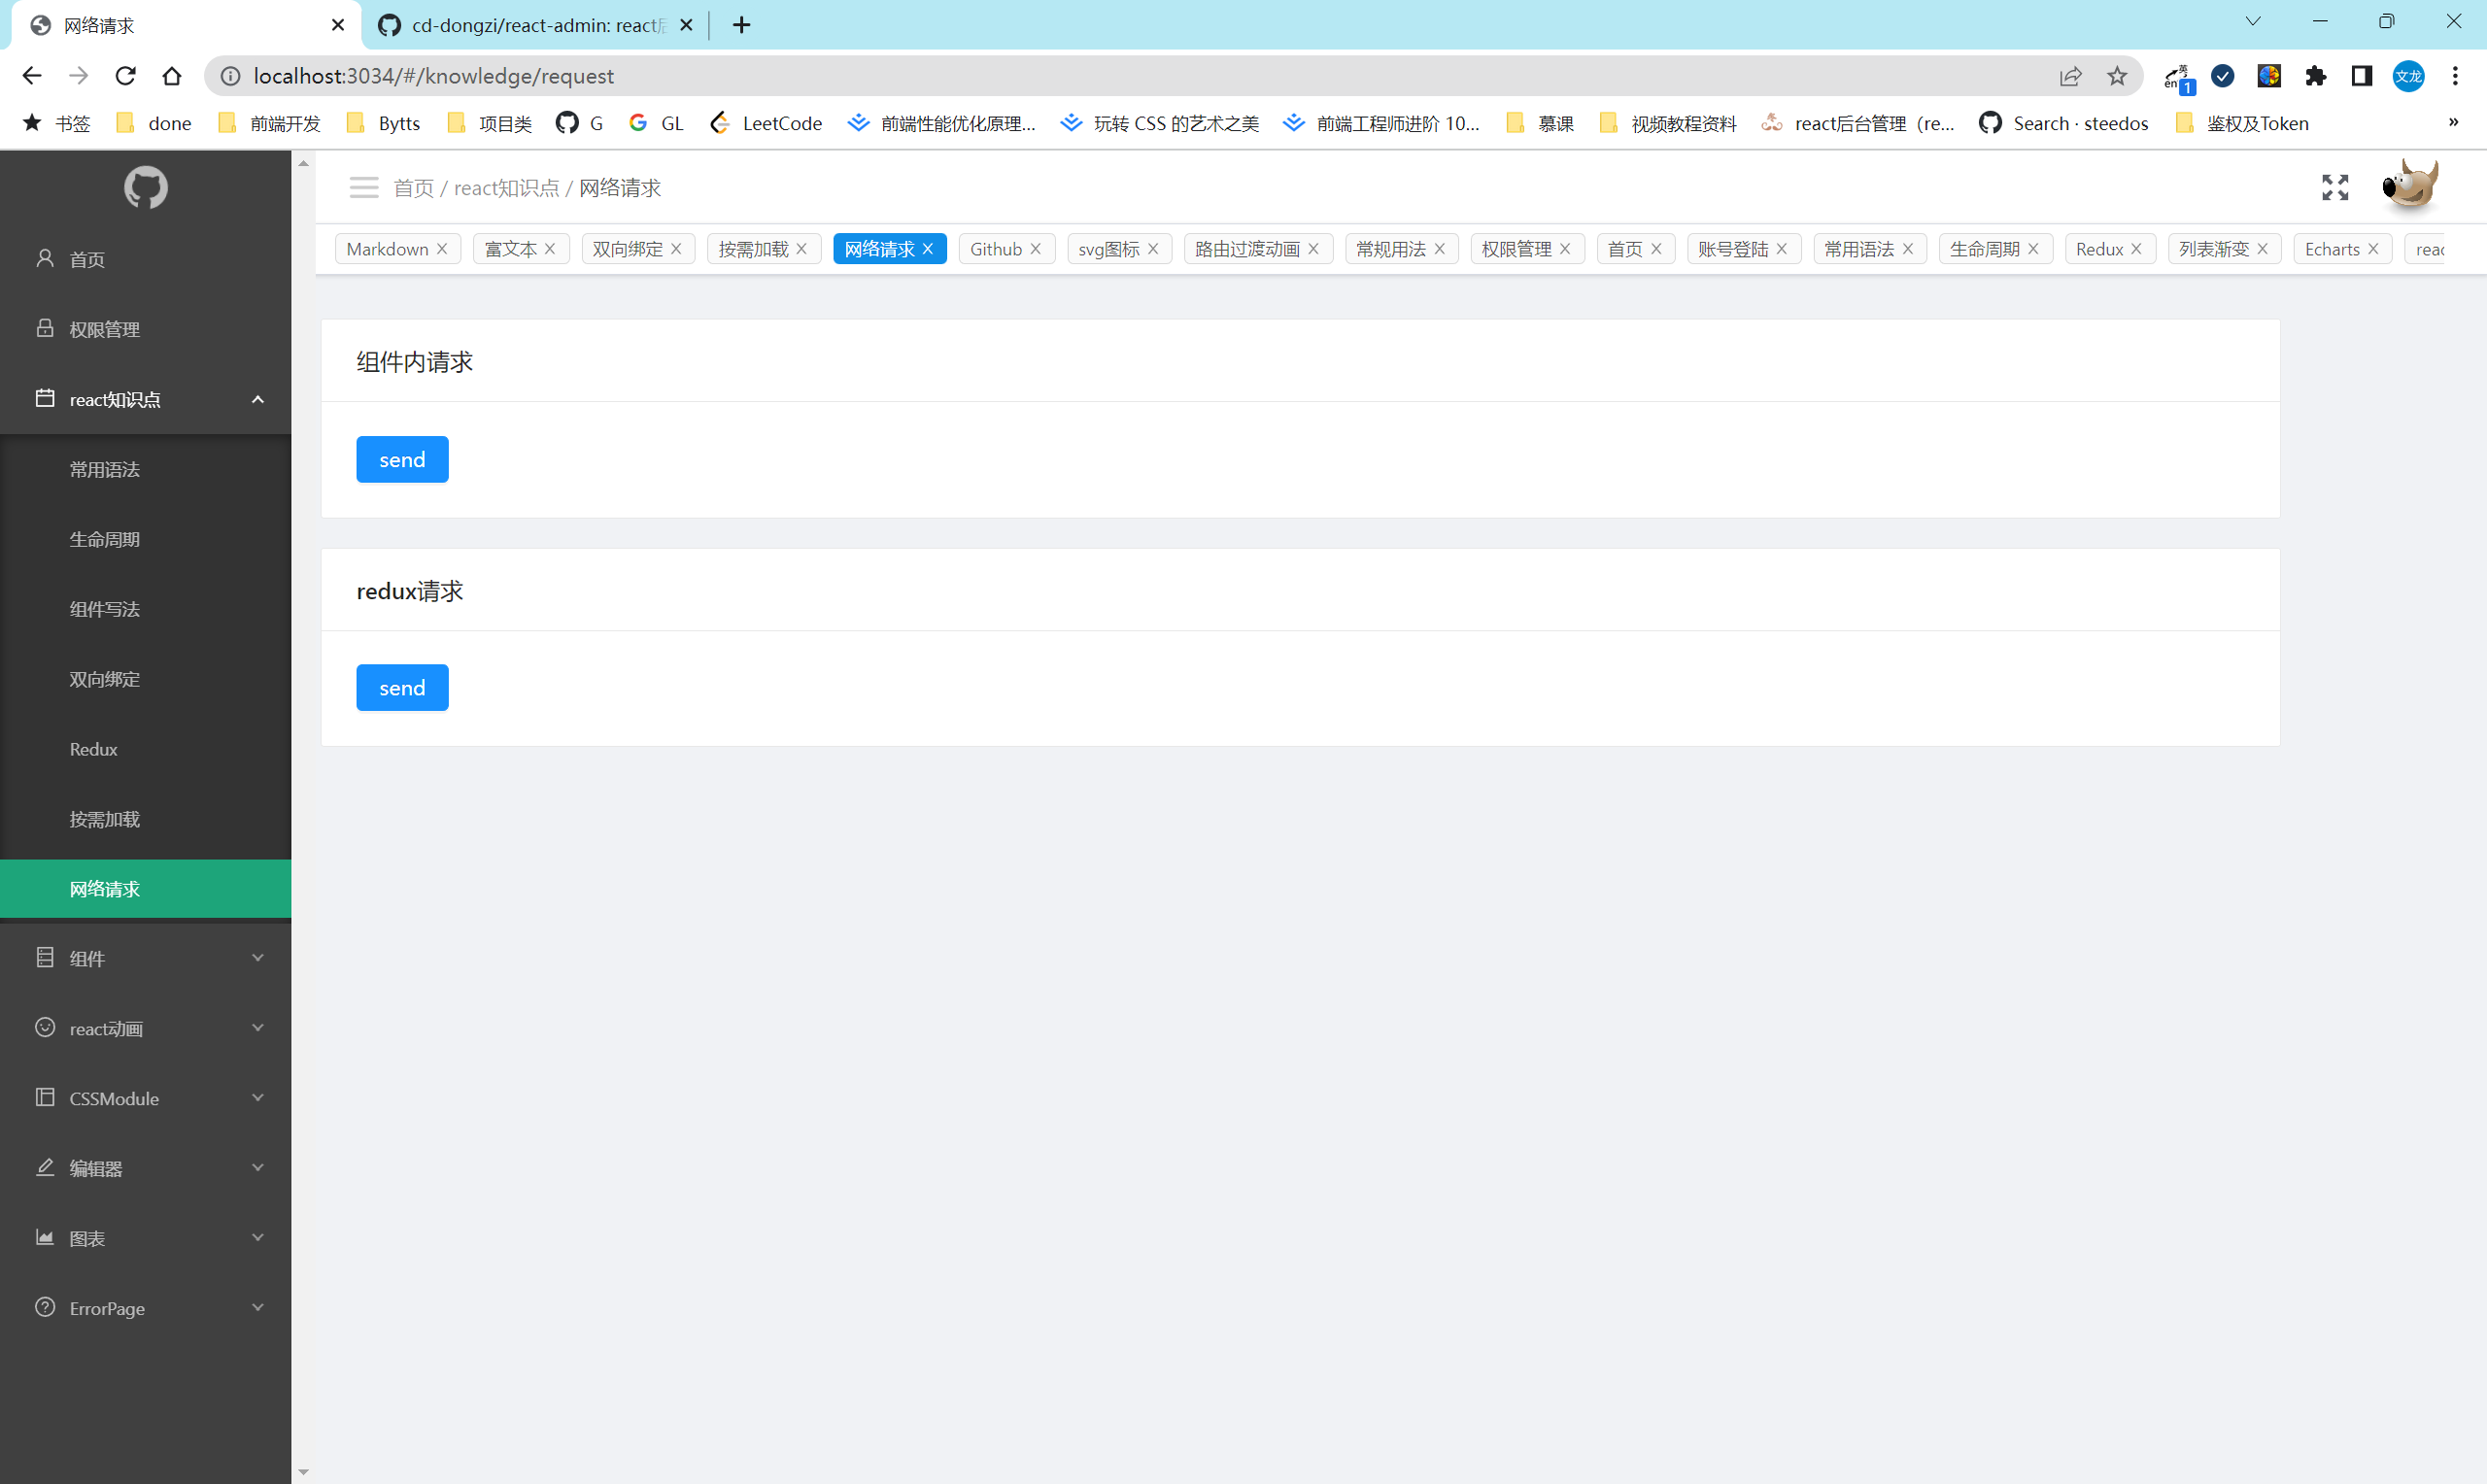 网络请求
cd-dongzi/react-admin: react后
localhost:3034/#/knowledge/request
英 en 1
文龙
书签 done 前端开发 Bytts 项目类 G GL LeetCode 前端性能优化原理... 玩转 CSS 的艺术之美 前端工程师进阶 10... 慕课 视频教程资料 react后台管理（re... Search · steedos 鉴权及Token »
首页 / react知识点 / 网络请求
Markdown 富文本 双向绑定 按需加载 网络请求 Github svg图标 路由过渡动画 常规用法 权限管理 首页 账号登陆 常用语法 生命周期 Redux 列表渐变 Echarts reac
首页
权限管理
react知识点
常用语法
生命周期
组件写法
双向绑定
Redux
按需加载
网络请求
组件
react动画
CSSModule
编辑器
图表
ErrorPage
组件内请求
send
redux请求
send